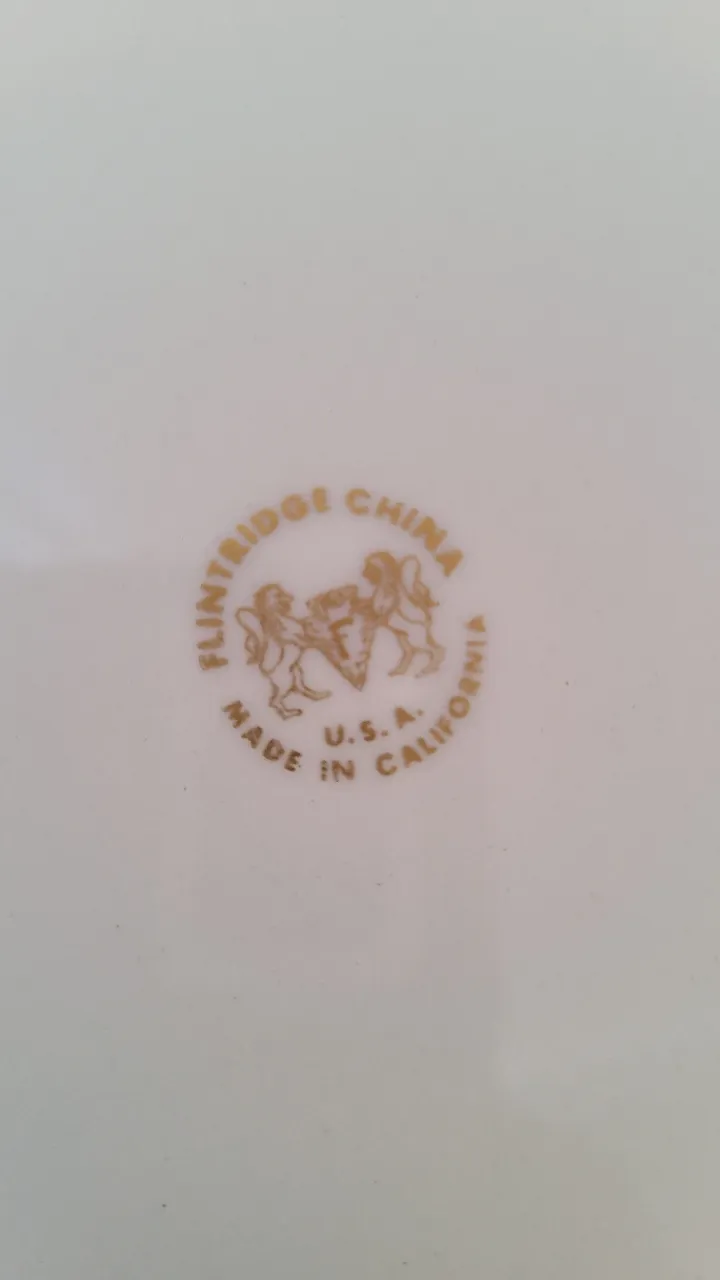 FLINTRIDGE CHINA
F
U.S.A.
MADE IN CALIFORNIA